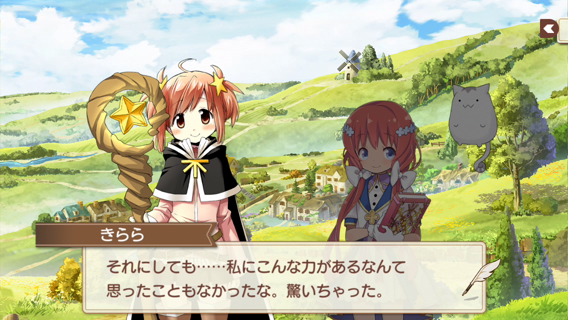 きらら
それにしても……私にこんな力があるなんて
思ったこともなかったな。驚いちゃった。